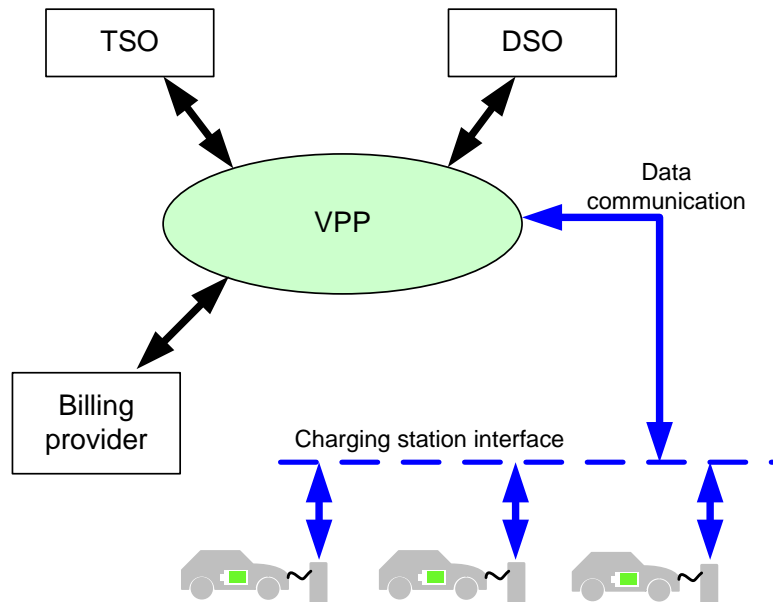 TSO
DSO
VPP
Data
communication
Billing
provider
Charging station interface